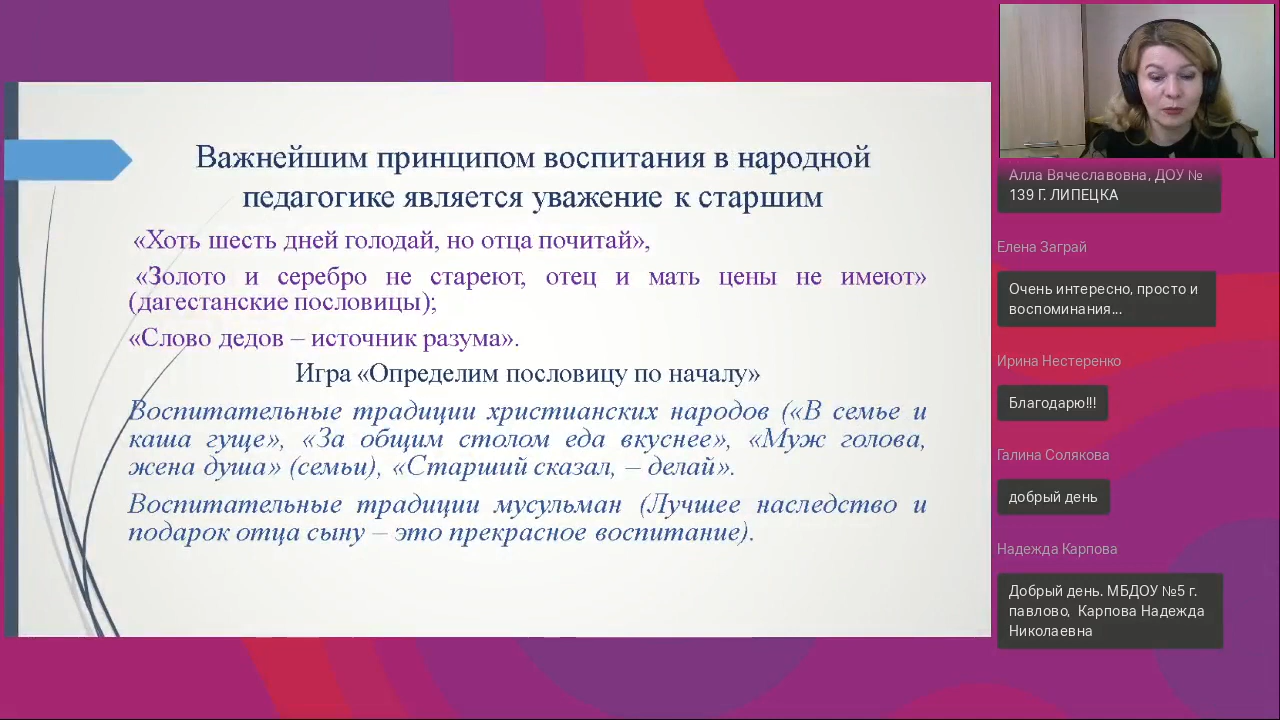 Важнейшим принципом воспитания в народной
педагогике является уважение к старшим
«Хоть шесть дней голодай, но отца почитай»,
«Золото и серебро не стареют, отец и мать цены не имеют»
(дагестанские пословицы);
«Слово дедов – источник разума».
Игра «Определим пословицу по началу»
Воспитательные традиции христианских народов («В семье и
каша гуще», «За общим столом еда вкуснее», «Муж голова,
жена душа» (семьи), «Старший сказал, – делай».
Воспитательные традиции мусульман (Лучшее наследство и
подарок отца сыну – это прекрасное воспитание).
Алла Вячеславовна, ДОУ №
139 Г. ЛИПЕЦКА
Елена Заграй
Очень интересно, просто и
воспоминания...
Ирина Нестеренко
Благодарю!!!
Галина Солякова
добрый день
Надежда Карпова
Добрый день. МБДОУ №5 г.
павлово, Карпова Надежда
Николаевна